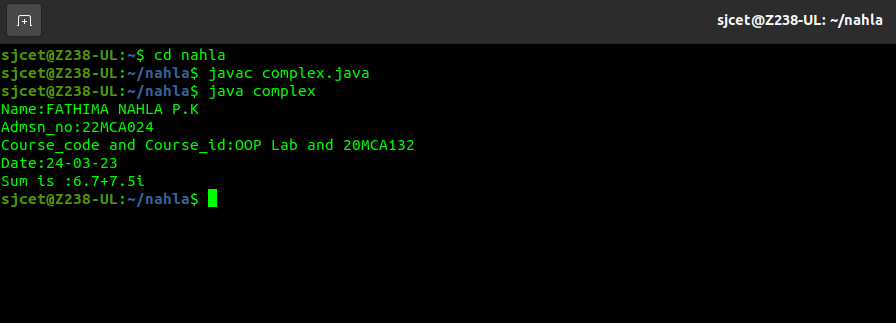 sjcet@Z238-UL: ~/nahla
sjcet@Z238-UL:~$ cd nahla
sjcet@Z238-UL:~/nahla$ javac complex.java
sjcet@Z238-UL:~/nahla$ java complex
Name:FATHIMA NAHLA P.K
Admsn_no:22MCA024
Course_code and Course_id:OOP Lab and 20MCA132
Date:24-03-23
Sum is :6.7+7.5i
sjcet@Z238-UL:~/nahla$